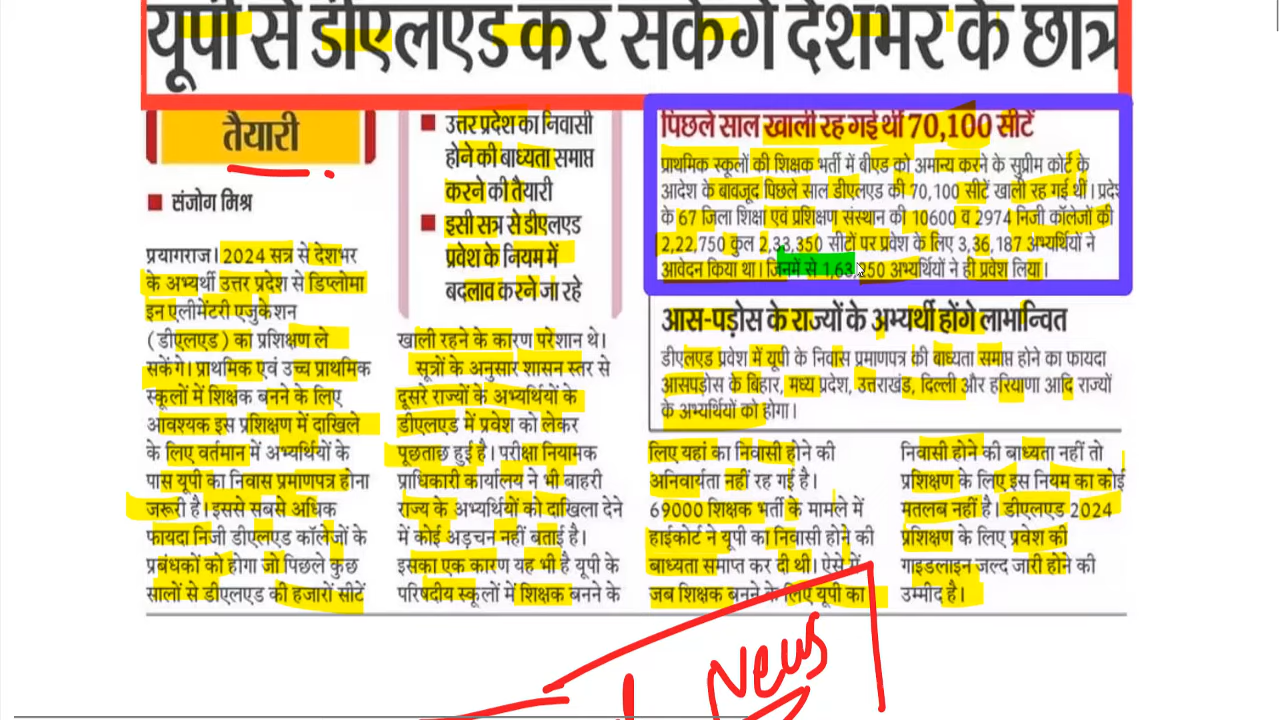 यूपी से डीएलएड कर सकेंगे देशभर के छात्र
तैयारी
संजोग मिश्र
प्रयागराज। 2024 सत्र से देशभर
के अभ्यर्थी उत्तर प्रदेश से डिप्लोमा
इन एलीमेंटरी एजुकेशन
(डीएलएड) का प्रशिक्षण ले
सकेंगे। प्राथमिक एवं उच्च प्राथमिक
स्कूलों में शिक्षक बनने के लिए
आवश्यक इस प्रशिक्षण में दाखिले
के लिए वर्तमान में अभ्यर्थियों के
पास यूपी का निवास प्रमाणपत्र होना
जरूरी है। इससे सबसे अधिक
फायदा निजी डीएलएड कॉलेजों के
प्रबंधकों को होगा जो पिछले कुछ
सालों से डीएलएड की हजारों सीटें
उत्तर प्रदेश का निवासी
होने की बाध्यता समाप्त
करने की तैयारी
इसी सत्र से डीएलएड
प्रवेश के नियम में
बदलाव करने जा रहे
खाली रहने के कारण परेशान थे।
सूत्रों के अनुसार शासन स्तर से
दूसरे राज्यों के अभ्यर्थियों के
डीएलएड में प्रवेश को लेकर
पूछताछ हुई है। परीक्षा नियामक
प्राधिकारी कार्यालय ने भी बाहरी
राज्य के अभ्यर्थियों को दाखिला देने
में कोई अड़चन नहीं बताई है।
इसका एक कारण यह भी है यूपी के
परिषदीय स्कूलों में शिक्षक बनने के
पिछले साल खाली रह गई थीं 70,100 सीटें
प्राथमिक स्कूलों की शिक्षक भर्ती में बीएड को अमान्य करने के सुप्रीम कोर्ट के
आदेश के बावजूद पिछले साल डीएलएड की 70,100 सीटें खाली रह गई थीं। प्रदेश
के 67 जिला शिक्षा एवं प्रशिक्षण संस्थान की 10600 व 2974 निजी कॉलेजों की
2,22,750 कुल 2,33,350 सीटों पर प्रवेश के लिए 3,36,187 अभ्यर्थियों ने
आवेदन किया था। जिनमें से 1,63,250 अभ्यर्थियों ने ही प्रवेश लिया।
आस-पड़ोस के राज्यों के अभ्यर्थी होंगे लाभान्वित
डीएलएड प्रवेश में यूपी के निवास प्रमाणपत्र की बाध्यता समाप्त होने का फायदा
आसपड़ोस के बिहार, मध्य प्रदेश, उत्तराखंड, दिल्ली और हरियाणा आदि राज्यों
के अभ्यर्थियों को होगा।
लिए यहां का निवासी होने की
अनिवार्यता नहीं रह गई है।
69000 शिक्षक भर्ती के मामले में
हाईकोर्ट ने यूपी का निवासी होने की
बाध्यता समाप्त कर दी थी। ऐसे में
जब शिक्षक बनने के लिए यूपी का
निवासी होने की बाध्यता नहीं तो
प्रशिक्षण के लिए इस नियम का कोई
मतलब नहीं है। डीएलएड 2024
प्रशिक्षण के लिए प्रवेश की
गाइडलाइन जल्द जारी होने की
उम्मीद है।
News